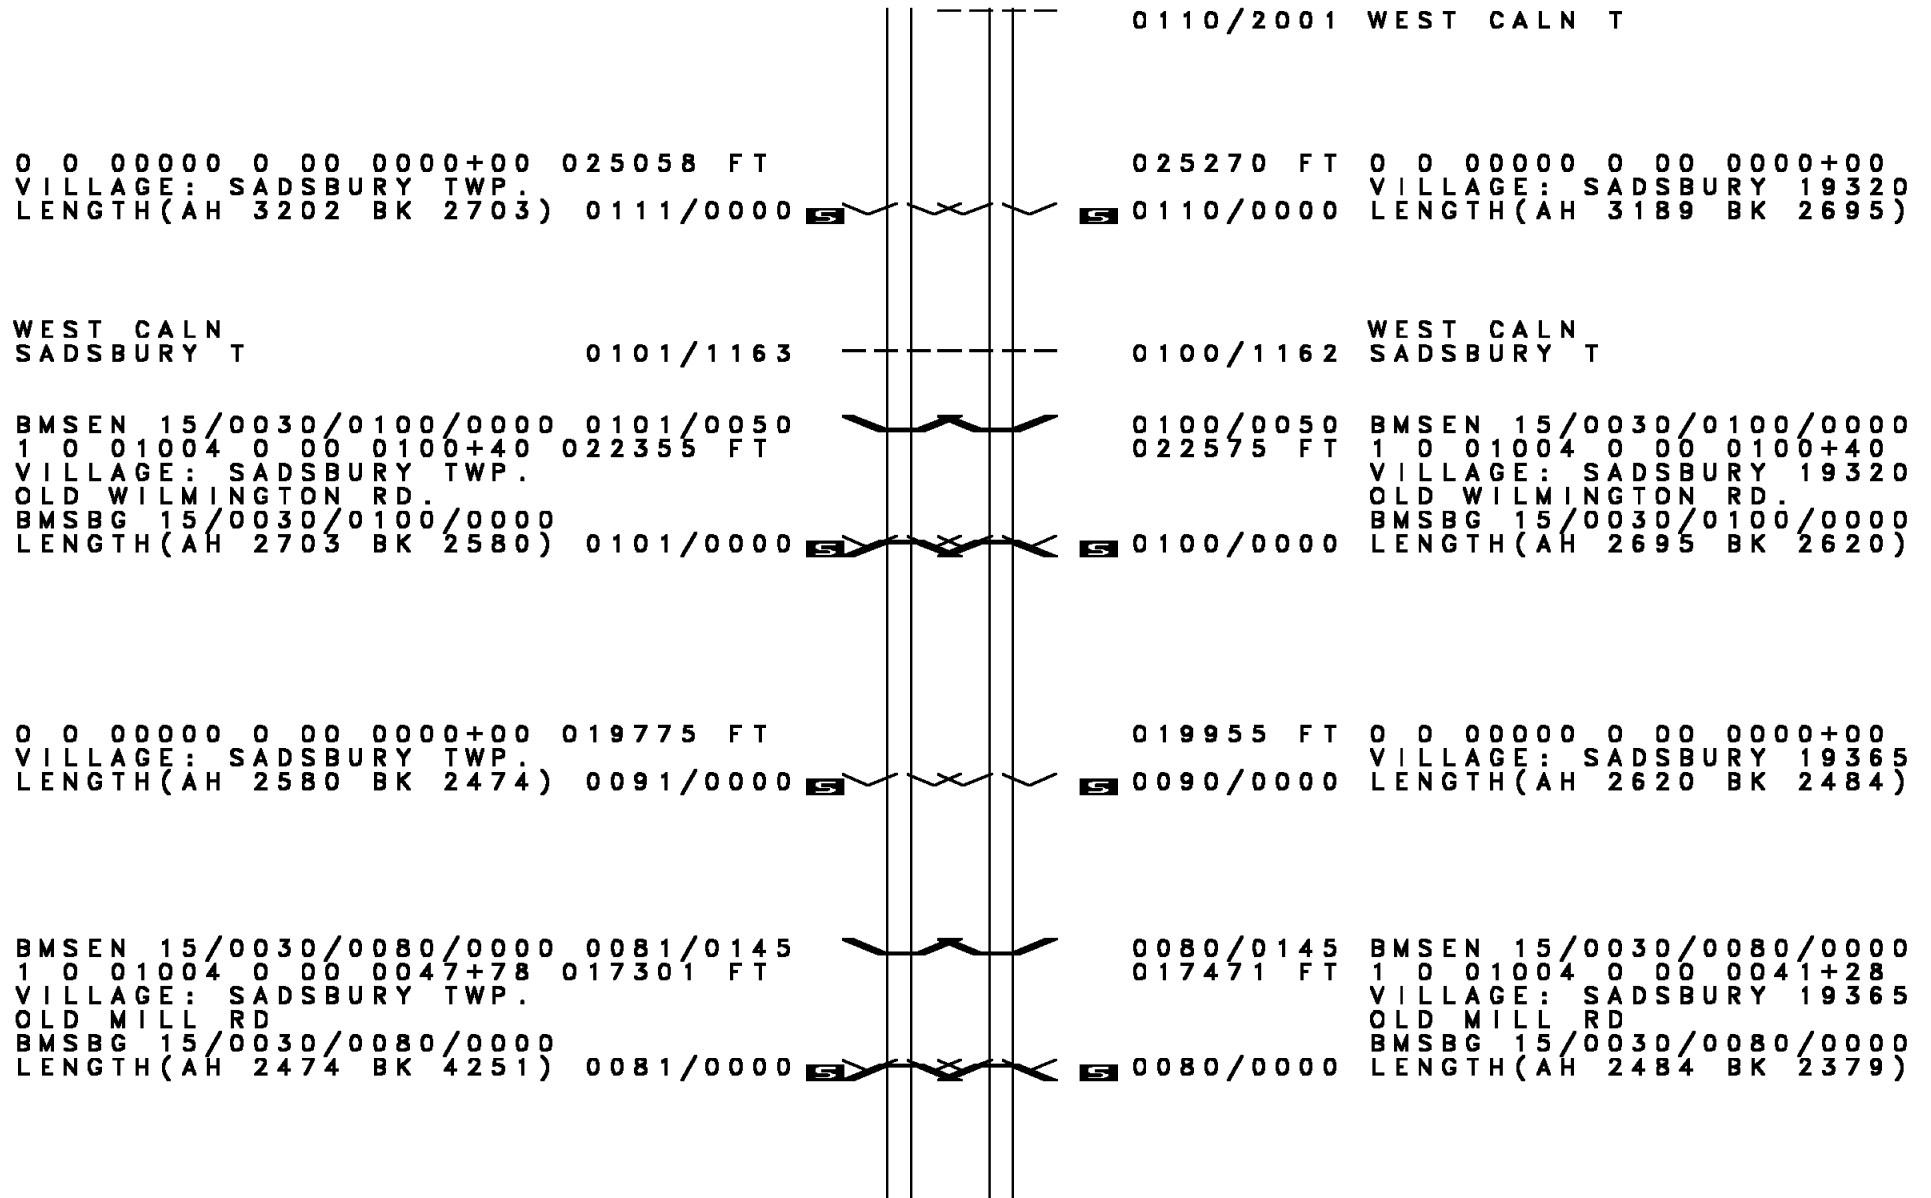 0110/2001 WEST CALN T
0 0 00000 0 00 0000+00 025058 FT
VILLAGE: SADSBURY TWP.
LENGTH(AH 3202 BK 2703) 0111/0000 S
025270 FT 0 0 00000 0 00 0000+00
VILLAGE: SADSBURY 19320
S 0110/0000 LENGTH(AH 3189 BK 2695)
WEST CALN
SADSBURY T 0101/1163
WEST CALN
0100/1162 SADSBURY T
BMSEN 15/0030/0100/0000 0101/0050
1 0 01004 0 00 0100+40 022355 FT
VILLAGE: SADSBURY TWP.
OLD WILMINGTON RD.
BMSBG 15/0030/0100/0000
LENGTH(AH 2703 BK 2580) 0101/0000 S
0100/0050 BMSEN 15/0030/0100/0000
022575 FT 1 0 01004 0 00 0100+40
VILLAGE: SADSBURY 19320
OLD WILMINGTON RD.
BMSBG 15/0030/0100/0000
S 0100/0000 LENGTH(AH 2695 BK 2620)
0 0 00000 0 00 0000+00 019775 FT
VILLAGE: SADSBURY TWP.
LENGTH(AH 2580 BK 2474) 0091/0000 S
019955 FT 0 0 00000 0 00 0000+00
VILLAGE: SADSBURY 19365
S 0090/0000 LENGTH(AH 2620 BK 2484)
BMSEN 15/0030/0080/0000 0081/0145
1 0 01004 0 00 0047+78 017301 FT
VILLAGE: SADSBURY TWP.
OLD MILL RD
BMSBG 15/0030/0080/0000
LENGTH(AH 2474 BK 4251) 0081/0000 S
0080/0145 BMSEN 15/0030/0080/0000
017471 FT 1 0 01004 0 00 0041+28
VILLAGE: SADSBURY 19365
OLD MILL RD
BMSBG 15/0030/0080/0000
S 0080/0000 LENGTH(AH 2484 BK 2379)